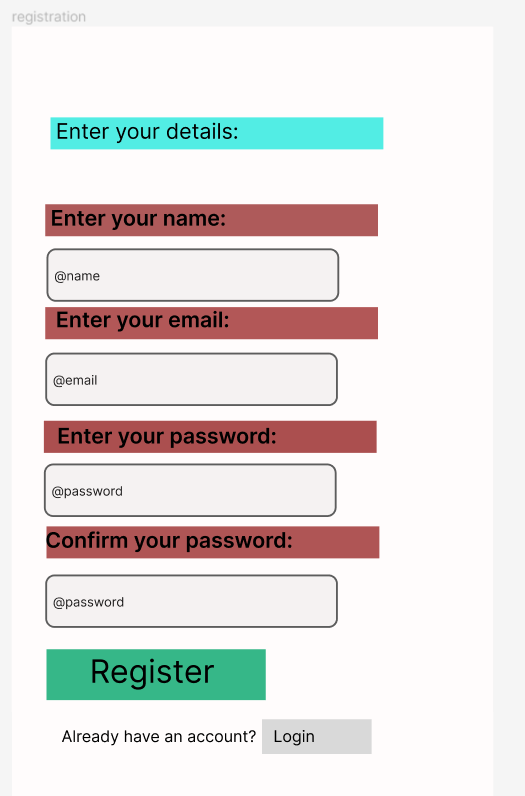 registration
Enter your details:
Enter your name:
@name
Enter your email:
@email
Enter your password:
@password
Confirm your password:
@password
Register
Already have an account? Login